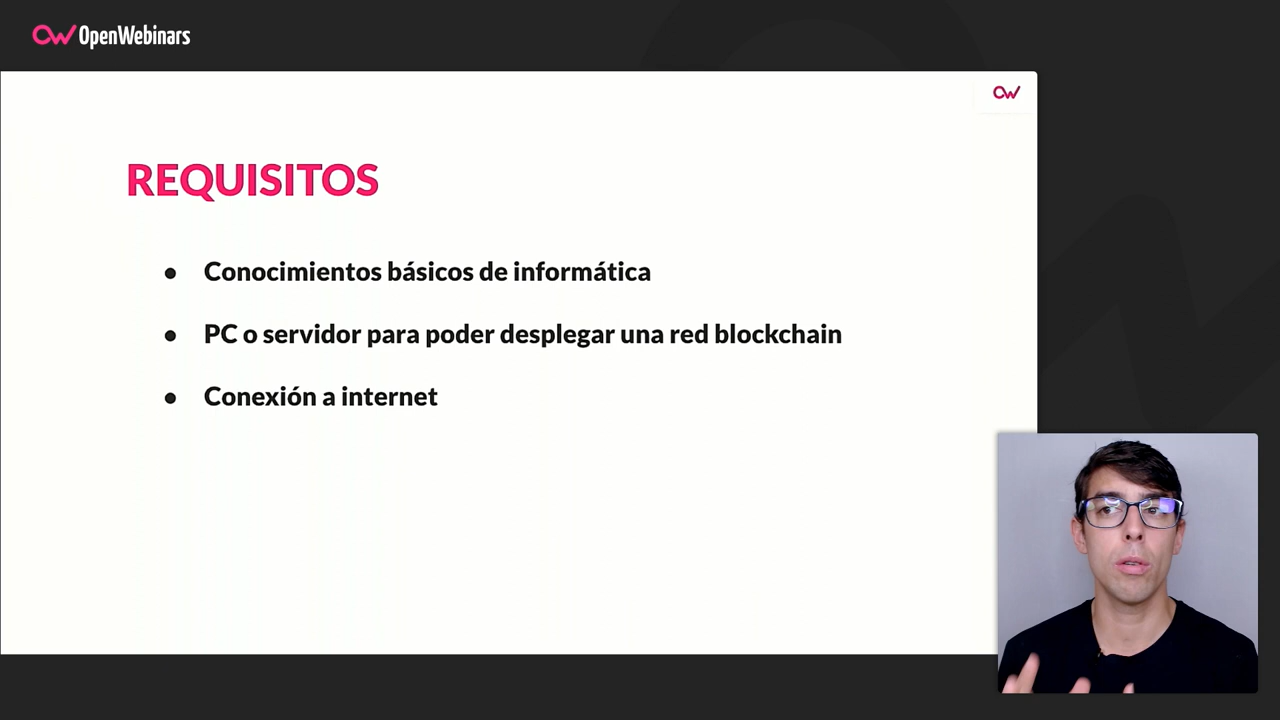 OpenWebinars
REQUISITOS
● Conocimientos básicos de informática
● PC o servidor para poder desplegar una red blockchain
● Conexión a internet